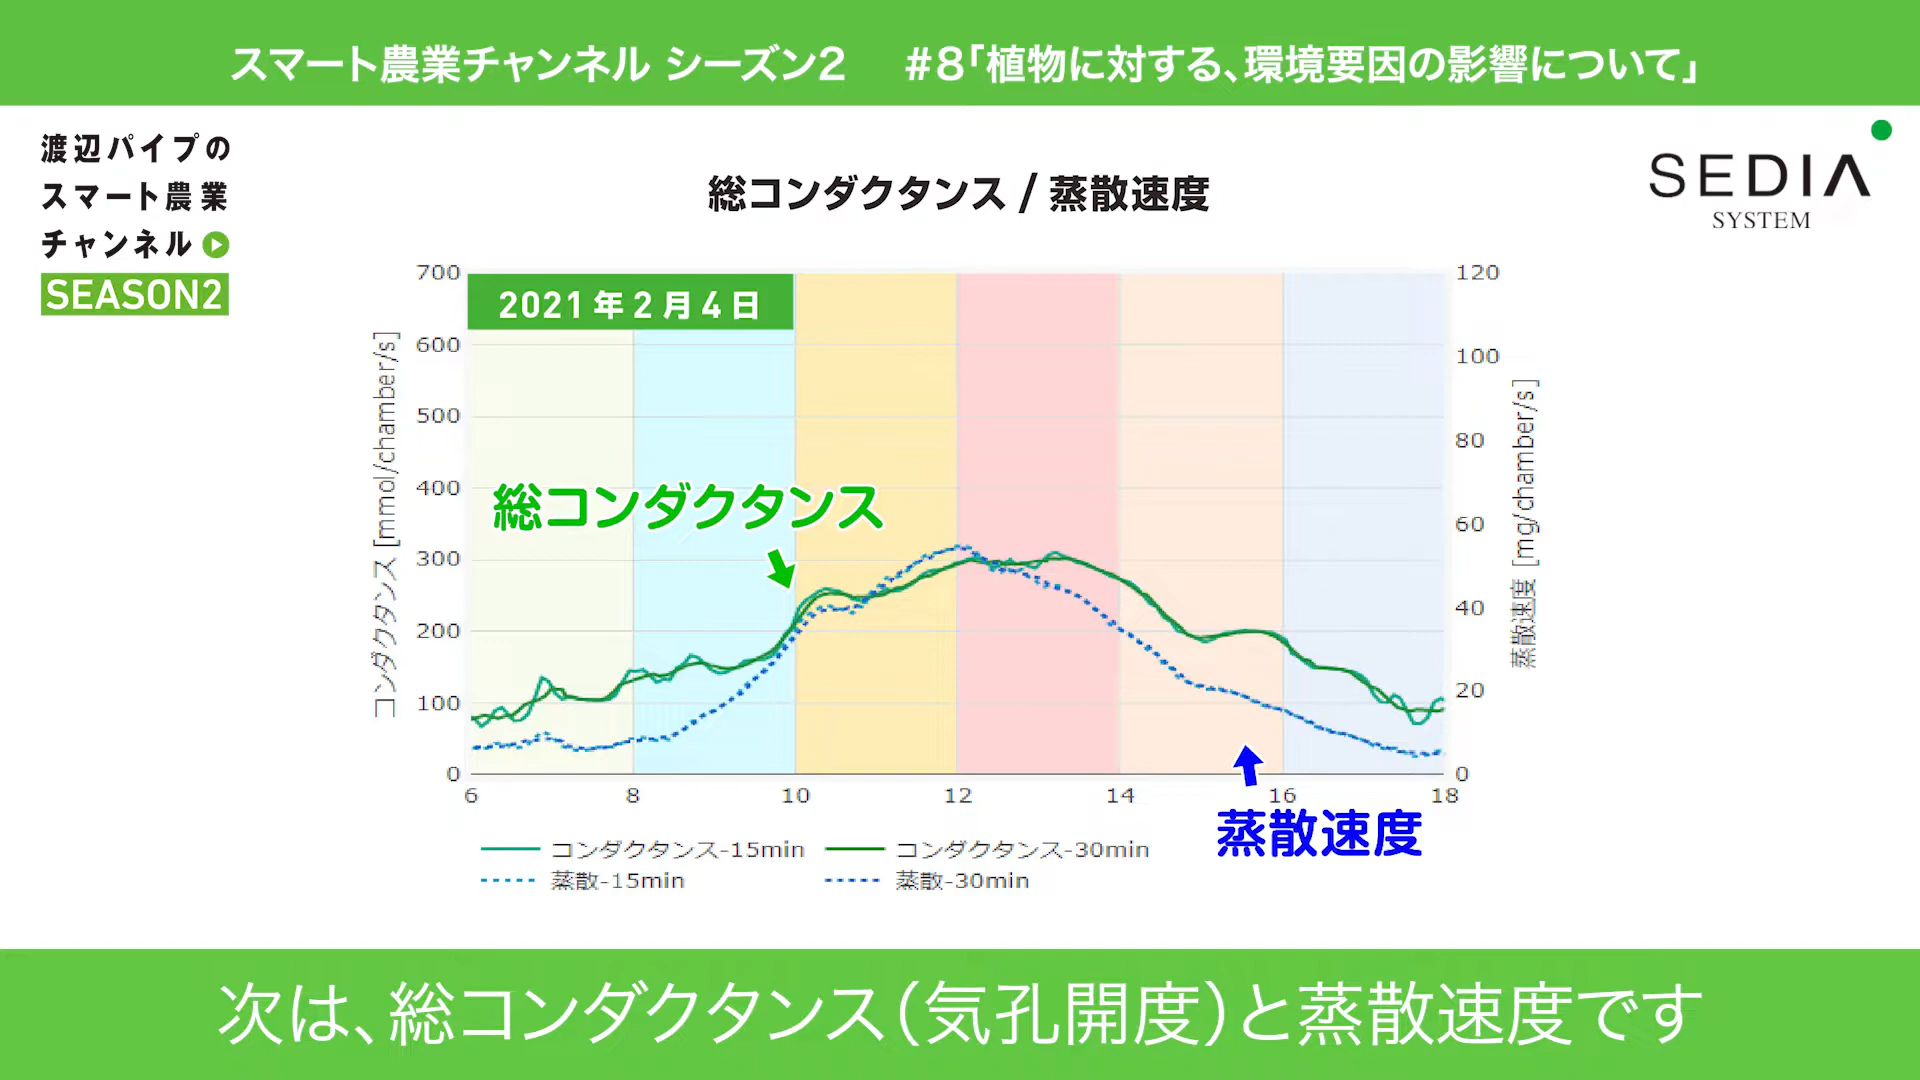 スマート農業チャンネル シーズン2 #8「植物に対する、環境要因の影響について」
渡辺パイプの
スマート農業
チャンネル
SEASON2
SEDIA
SYSTEM
総コンダクタンス / 蒸散速度
2021年2月4日
コンダクタンス [mmol/chamber/s]
700
600
500
400
300
200
100
0
120
100
80
60
40
20
0
蒸散速度 [mg/chamber/s]
総コンダクタンス
6 8 10 12 14 16 18
蒸散速度
コンダクタンス-15min コンダクタンス-30min
蒸散-15min 蒸散-30min
次は、総コンダクタンス（気孔開度）と蒸散速度です